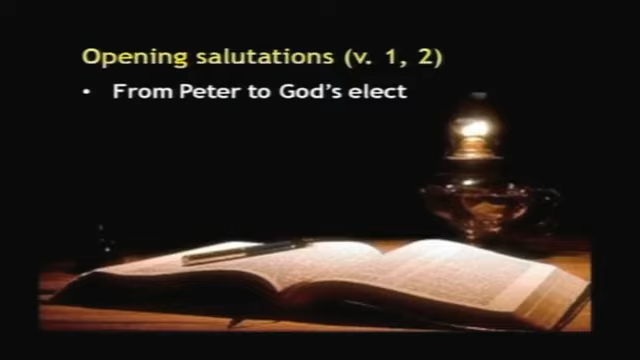 Opening salutations (v. 1, 2)
• From Peter to God's elect